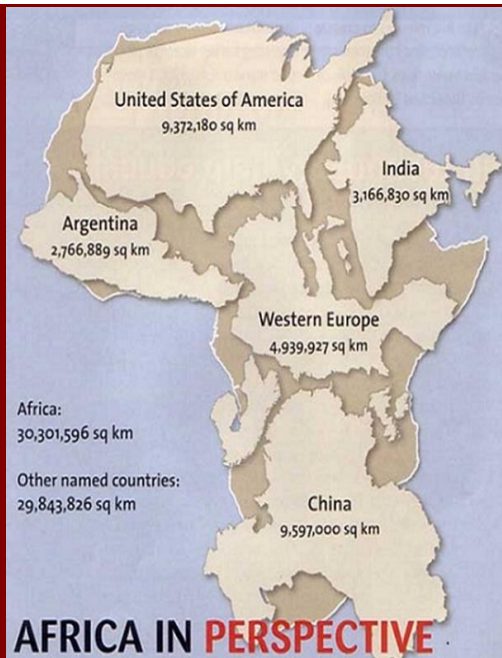 United States of America
9,372,180 sq km
India
3,166,830 sq km
Argentina
2,766,889 sq km
Western Europe
4,939,927 sq km
Africa:
30,301,596 sq km
Other named countries:
29,843,826 sq km
China
9,597,000 sq km
AFRICA IN PERSPECTIVE